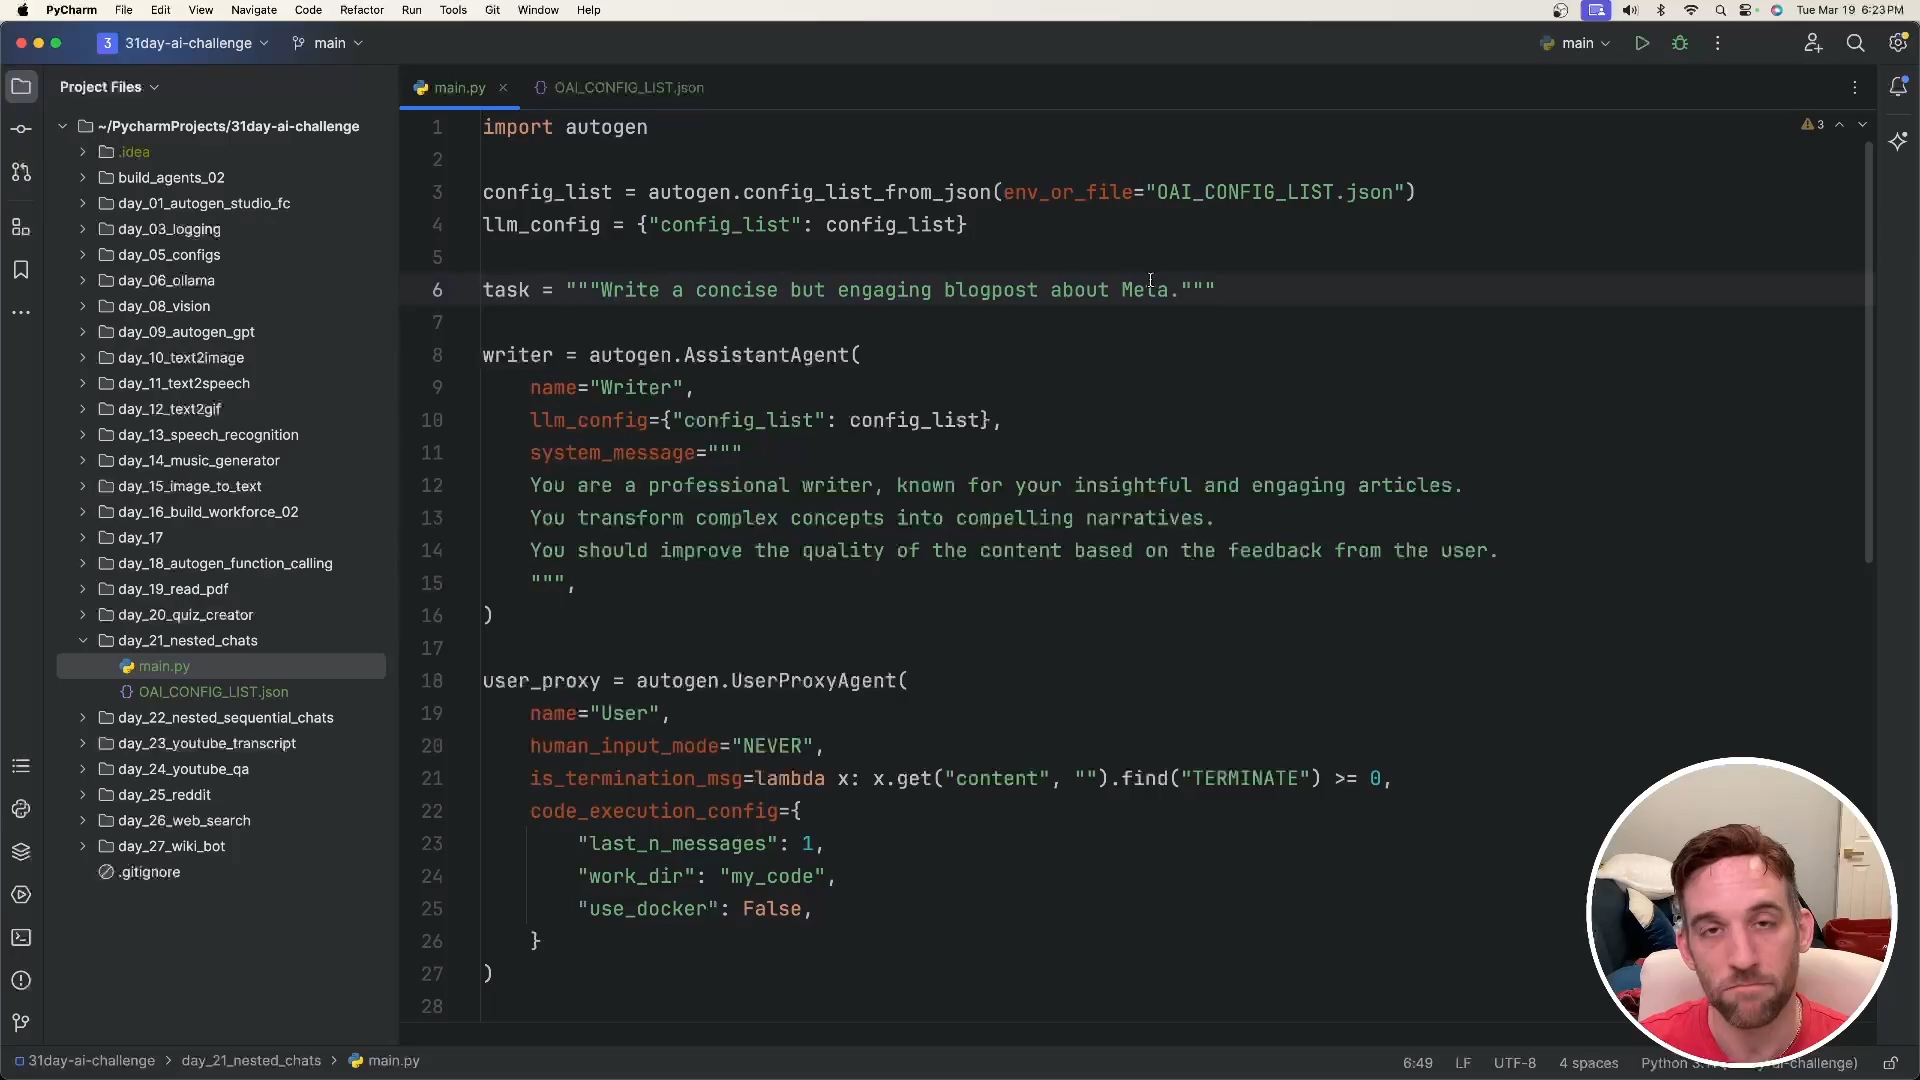 PyCharm File Edit View Navigate Code Refactor Run Tools Git Window Help Tue Mar 19 6:23PM
3 31day-ai-challenge main main
Project Files
main.py OAI_CONFIG_LIST.json
3
~/PycharmProjects/31day-ai-challenge
.idea
build_agents_02
day_01_autogen_studio_fc
day_03_logging
day_05_configs
day_06_ollama
day_08_vision
day_09_autogen_gpt
day_10_text2image
day_11_text2speech
day_12_text2gif
day_13_speech_recognition
day_14_music_generator
day_15_image_to_text
day_16_build_workforce_02
day_17
day_18_autogen_function_calling
day_19_read_pdf
day_20_quiz_creator
day_21_nested_chats
main.py
OAI_CONFIG_LIST.json
day_22_nested_sequential_chats
day_23_youtube_transcript
day_24_youtube_qa
day_25_reddit
day_26_web_search
day_27_wiki_bot
.gitignore
1 import autogen
2
3 config_list = autogen.config_list_from_json(env_or_file="OAI_CONFIG_LIST.json")
4 llm_config = {"config_list": config_list}
5
6 task = """Write a concise but engaging blogpost about Meta."""
7
8 writer = autogen.AssistantAgent(
9 name="Writer",
10 llm_config={"config_list": config_list},
11 system_message="""
12 You are a professional writer, known for your insightful and engaging articles.
13 You transform complex concepts into compelling narratives.
14 You should improve the quality of the content based on the feedback from the user.
15 """,
16 )
17
18 user_proxy = autogen.UserProxyAgent(
19 name="User",
20 human_input_mode="NEVER",
21 is_termination_msg=lambda x: x.get("content", "").find("TERMINATE") >= 0,
22 code_execution_config={
23 "last_n_messages": 1,
24 "work_dir": "my_code",
25 "use_docker": False,
26 }
27 )
28
31day-ai-challenge > day_21_nested_chats > main.py
6:49 LF UTF-8 4 spaces Python